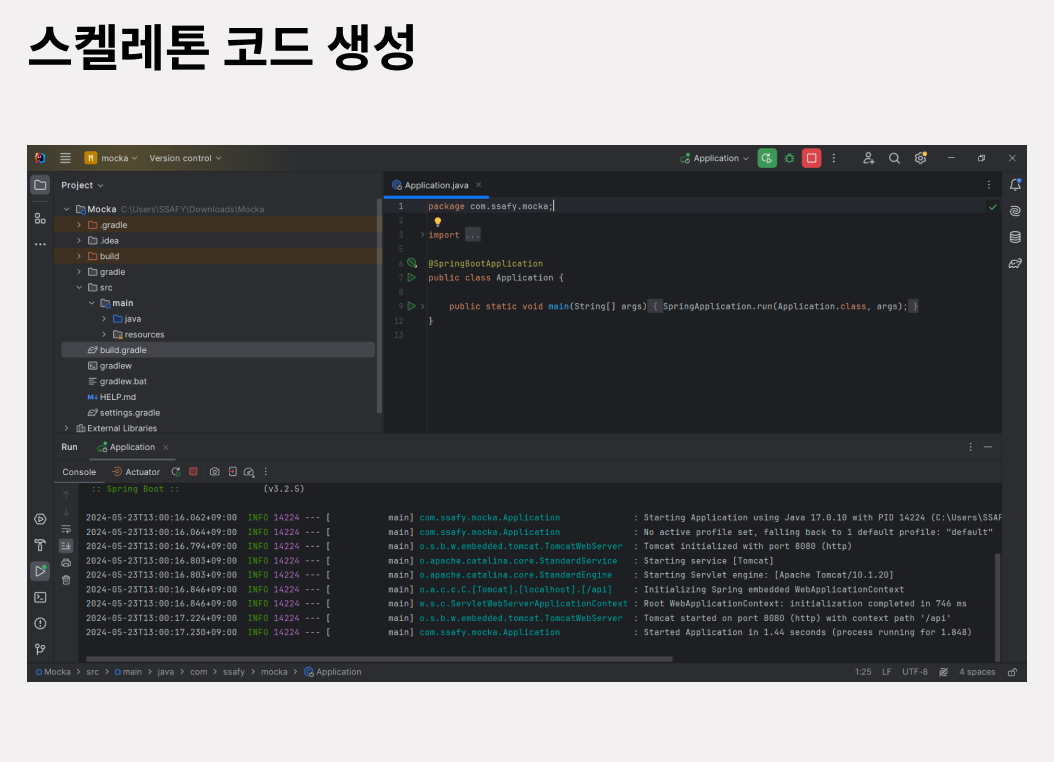 스켈레톤 코드 생성
M mocka Version control Application
Project Application.java
Mocka C:\Users\SSAFY\Downloads\Mocka
.gradle
.idea
build
gradle
src
main
java
resources
build.gradle
gradlew
gradlew.bat
M↓ HELP.md
settings.gradle
External Libraries
1 package com.ssafy.mocka;
2
3 import ...
5
6 @SpringBootApplication
7 public class Application {
8
9 public static void main(String[] args) { SpringApplication.run(Application.class, args); }
12 }
13
Run Application
Console Actuator
:: Spring Boot :: (v3.2.5)
2024-05-23T13:00:16.062+09:00 INFO 14224 --- [ main] com.ssafy.mocka.Application : Starting Application using Java 17.0.10 with PID 14224 (C:\Users\SSAF
2024-05-23T13:00:16.064+09:00 INFO 14224 --- [ main] com.ssafy.mocka.Application : No active profile set, falling back to 1 default profile: "default"
2024-05-23T13:00:16.794+09:00 INFO 14224 --- [ main] o.s.b.w.embedded.tomcat.TomcatWebServer : Tomcat initialized with port 8080 (http)
2024-05-23T13:00:16.803+09:00 INFO 14224 --- [ main] o.apache.catalina.core.StandardService : Starting service [Tomcat]
2024-05-23T13:00:16.803+09:00 INFO 14224 --- [ main] o.apache.catalina.core.StandardEngine : Starting Servlet engine: [Apache Tomcat/10.1.20]
2024-05-23T13:00:16.846+09:00 INFO 14224 --- [ main] o.a.c.c.C.[Tomcat].[localhost].[/api] : Initializing Spring embedded WebApplicationContext
2024-05-23T13:00:16.846+09:00 INFO 14224 --- [ main] w.s.c.ServletWebServerApplicationContext : Root WebApplicationContext: initialization completed in 746 ms
2024-05-23T13:00:17.224+09:00 INFO 14224 --- [ main] o.s.b.w.embedded.tomcat.TomcatWebServer : Tomcat started on port 8080 (http) with context path '/api'
2024-05-23T13:00:17.230+09:00 INFO 14224 --- [ main] com.ssafy.mocka.Application : Started Application in 1.44 seconds (process running for 1.848)
Mocka > src > main > java > com > ssafy > mocka > Application 1:25 LF UTF-8 4 spaces